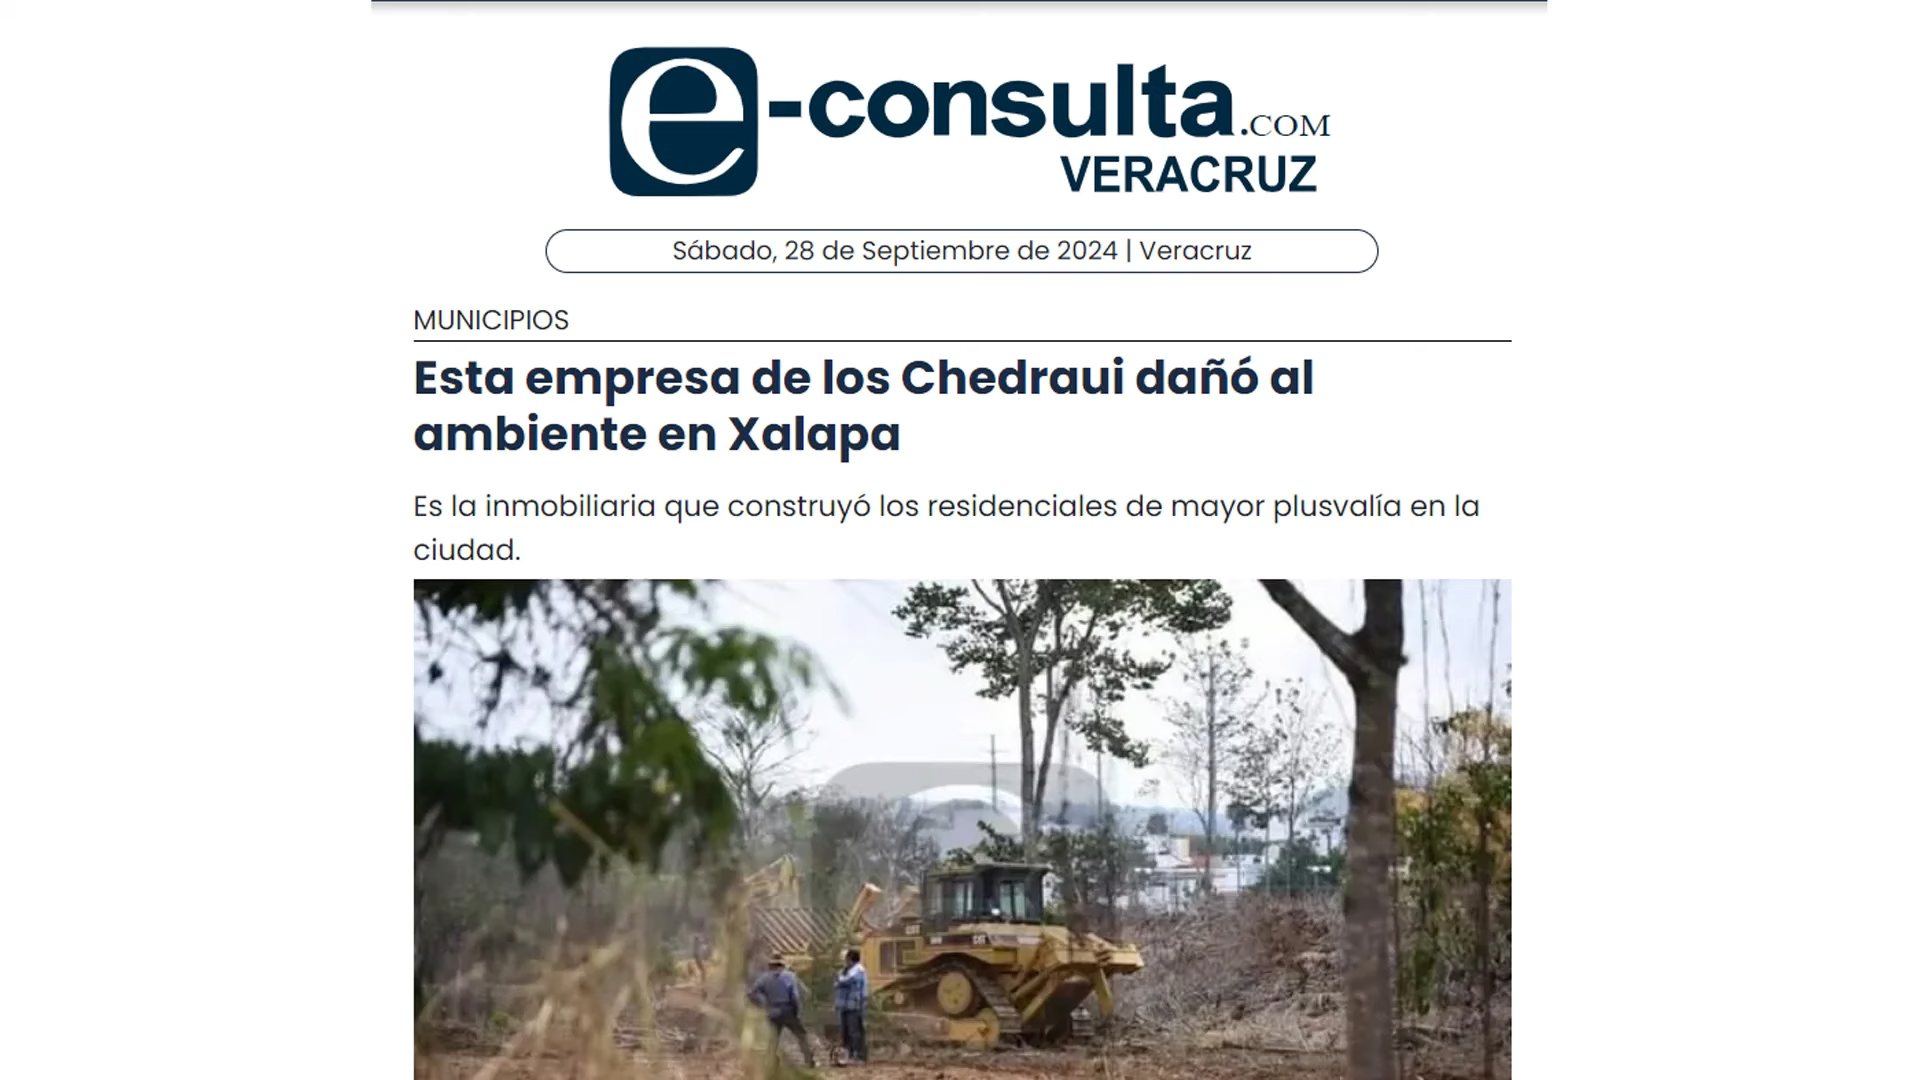 e-consulta.COM
VERACRUZ
Sábado, 28 de Septiembre de 2024 | Veracruz
MUNICIPIOS
Esta empresa de los Chedraui dañó al
ambiente en Xalapa
Es la inmobiliaria que construyó los residenciales de mayor plusvalía en la
ciudad.
CAT